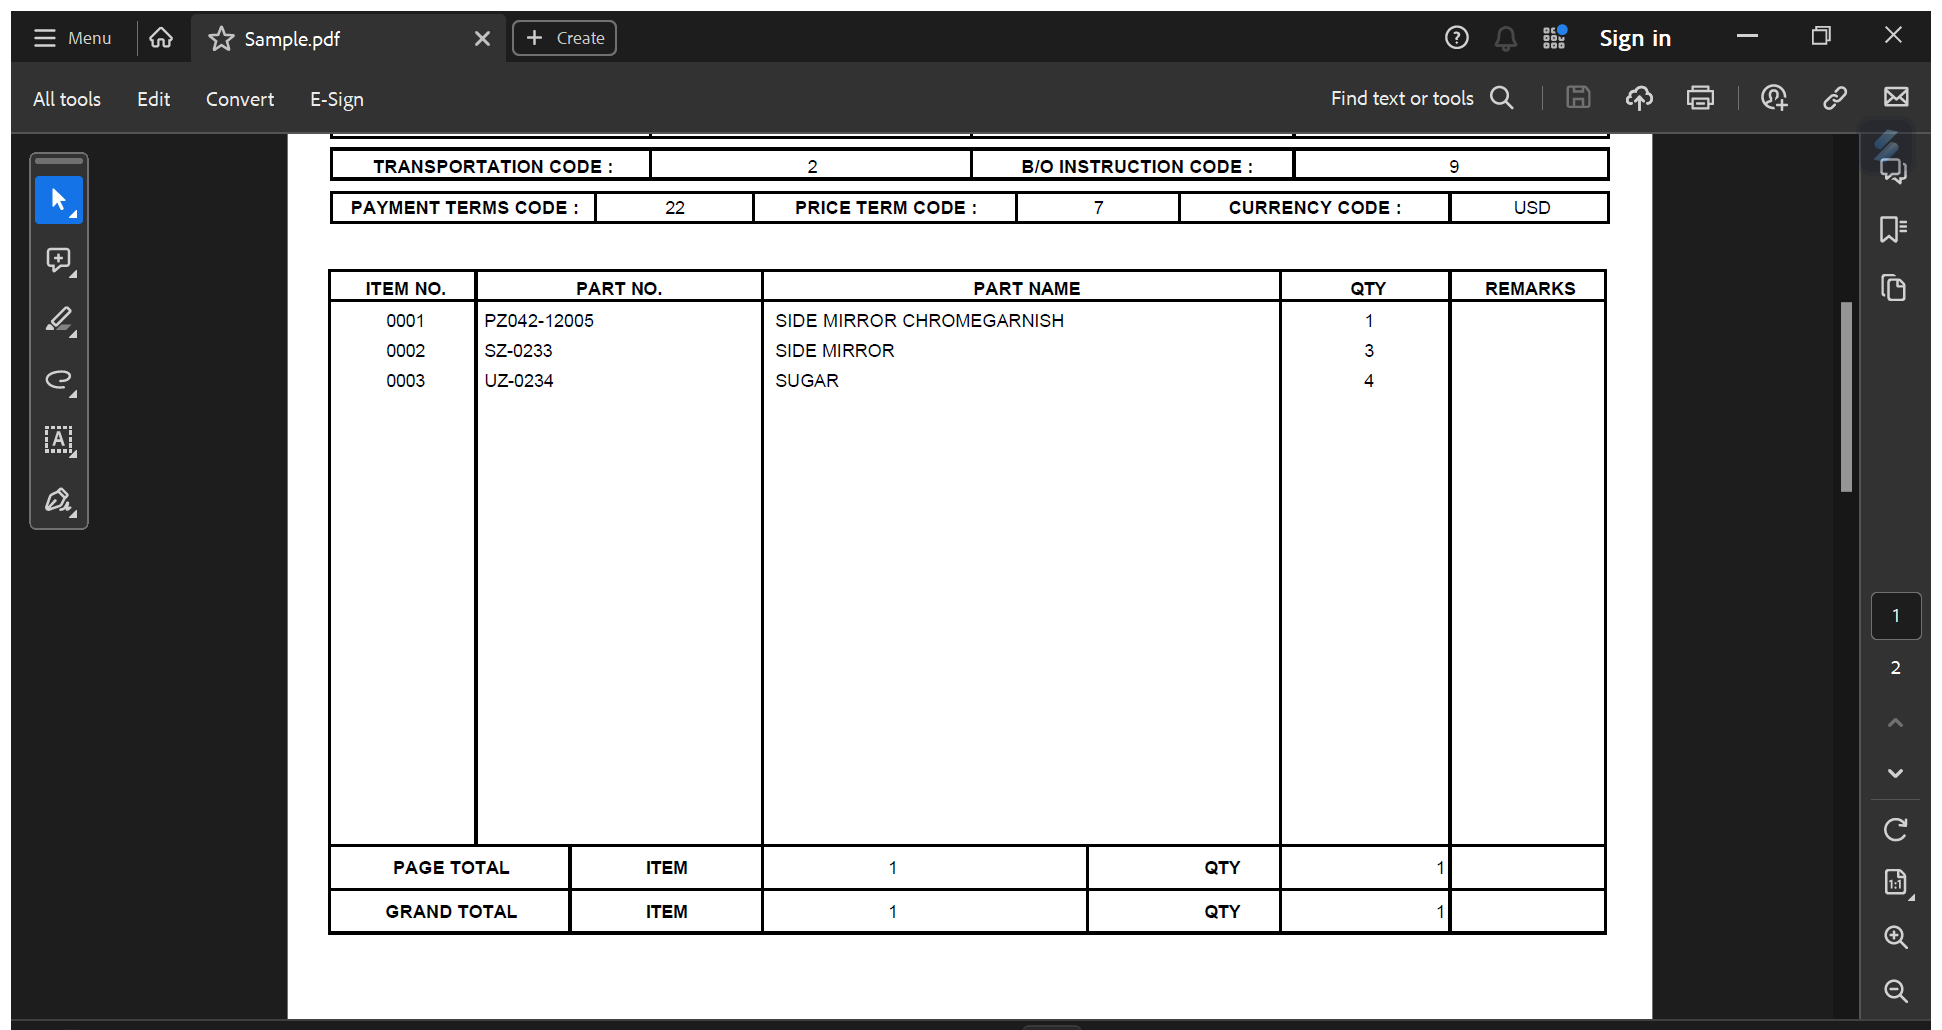 Menu Sample.pdf Create Sign in
All tools Edit Convert E-Sign Find text or tools
TRANSPORTATION CODE : 2 B/O INSTRUCTION CODE : 9
PAYMENT TERMS CODE : 22 PRICE TERM CODE : 7 CURRENCY CODE : USD
ITEM NO. PART NO. PART NAME QTY REMARKS
0001 PZ042-12005 SIDE MIRROR CHROMEGARNISH 1
0002 SZ-0233 SIDE MIRROR 3
0003 UZ-0234 SUGAR 4
1
2
PAGE TOTAL ITEM 1 QTY 1
GRAND TOTAL ITEM 1 QTY 1